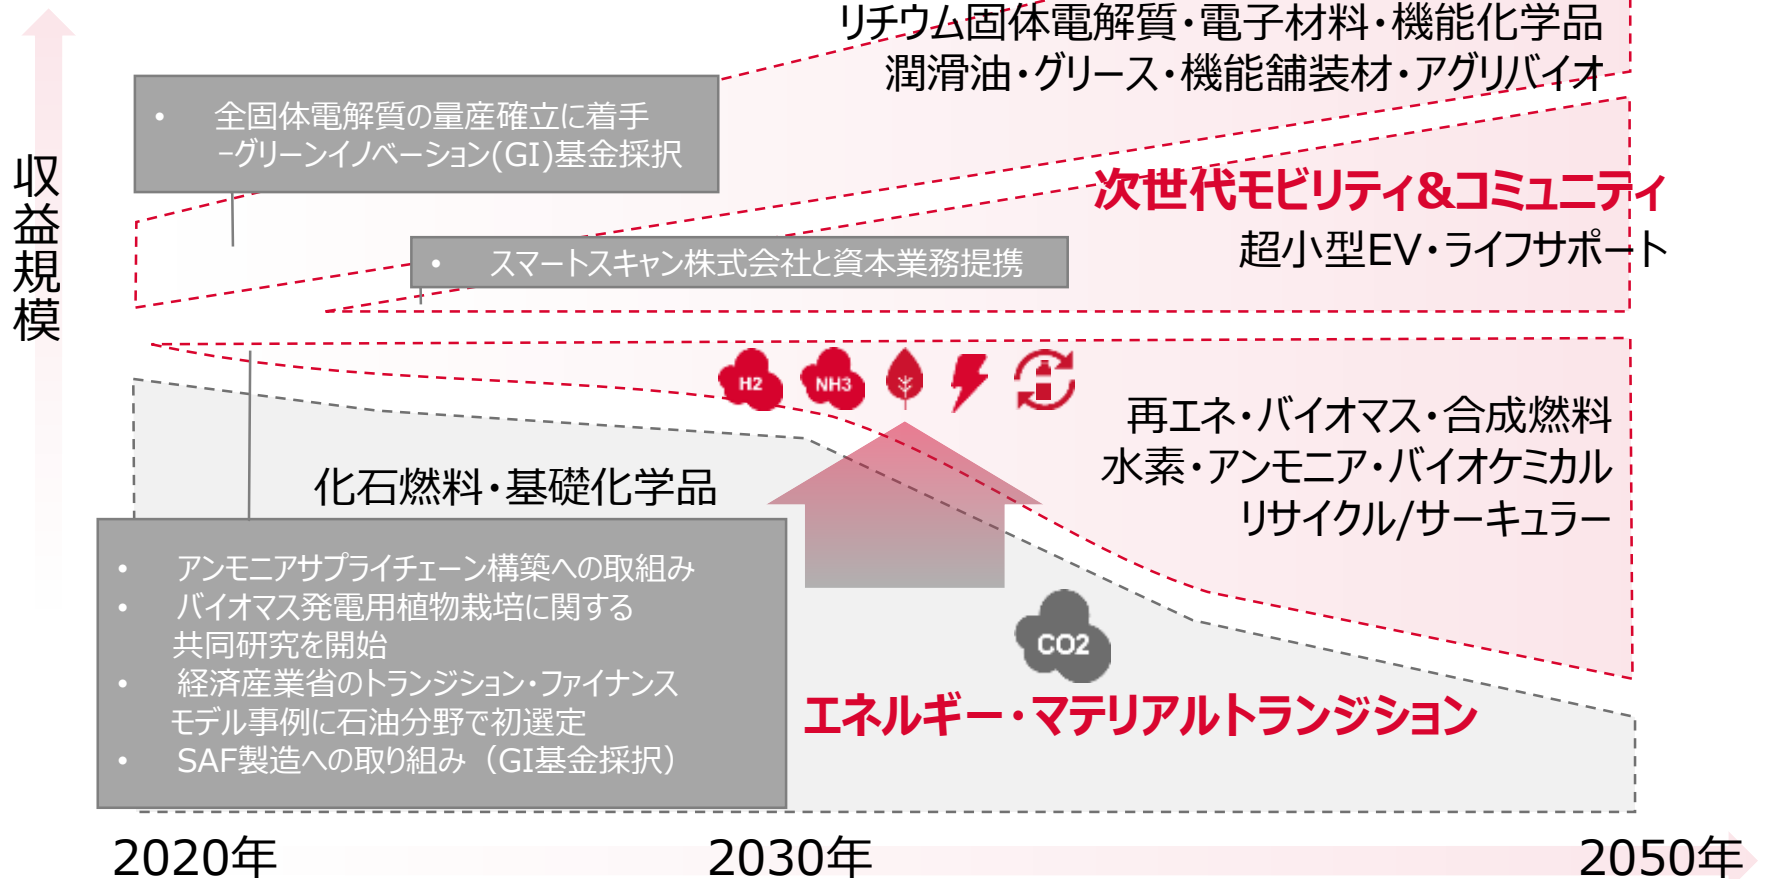 リチウム固体電解質・電子材料・機能化学品
潤滑油・グリース・機能舗装材・アグリバイオ
• 全固体電解質の量産確立に着手
-グリーンイノベーション(GI)基金採択
収益規模
次世代モビリティ&コミュニティ
超小型EV・ライフサポート
• スマートスキャン株式会社と資本業務提携
H2
NH3
再エネ・バイオマス・合成燃料
水素・アンモニア・バイオケミカル
リサイクル/サーキュラー
化石燃料・基礎化学品
• アンモニアサプライチェーン構築への取組み
• バイオマス発電用植物栽培に関する
共同研究を開始
• 経済産業省のトランジション・ファイナンス
モデル事例に石油分野で初選定
• SAF製造への取り組み（GI基金採択）
CO2
エネルギー・マテリアルトランジション
2020年
2030年
2050年